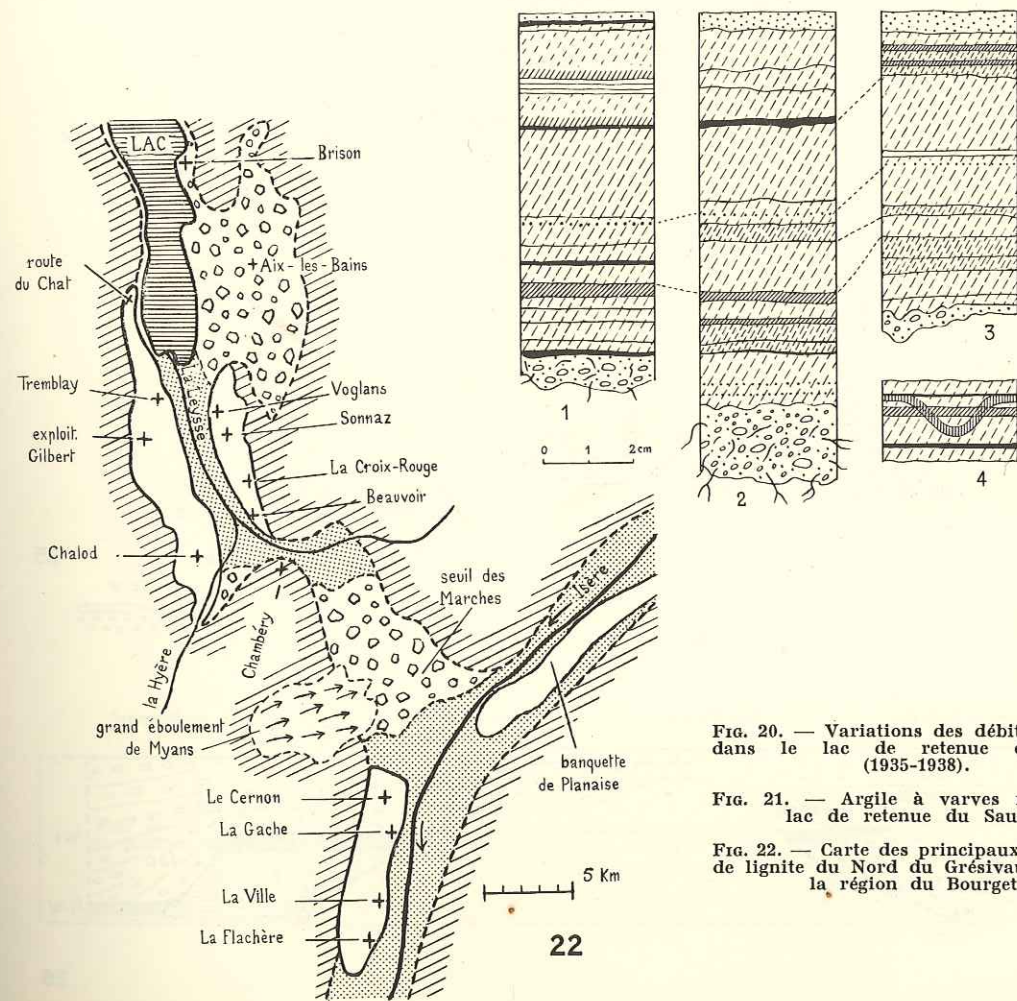 LAC
Brison
route
du Chat
Aix-les-Bains
la Leysse
Tremblay
Voglans
exploit.
Gilbert
Sonnaz
La Croix-Rouge
Beauvoir
Chalod
seuil des
Marches
Isère
Chambéry
la Hyère
grand éboulement
de Myans
banquette
de Planaise
Le Cernon
La Gache
La Ville
La Flachère
5 Km
22
1
0 1 2cm
2
3
4
FIG. 20. — Variations des débit
dans le lac de retenue
(1935-1938).
FIG. 21. — Argile à varves
lac de retenue du Sau
FIG. 22. — Carte des principaux
de lignite du Nord du Grésivau
la région du Bourget